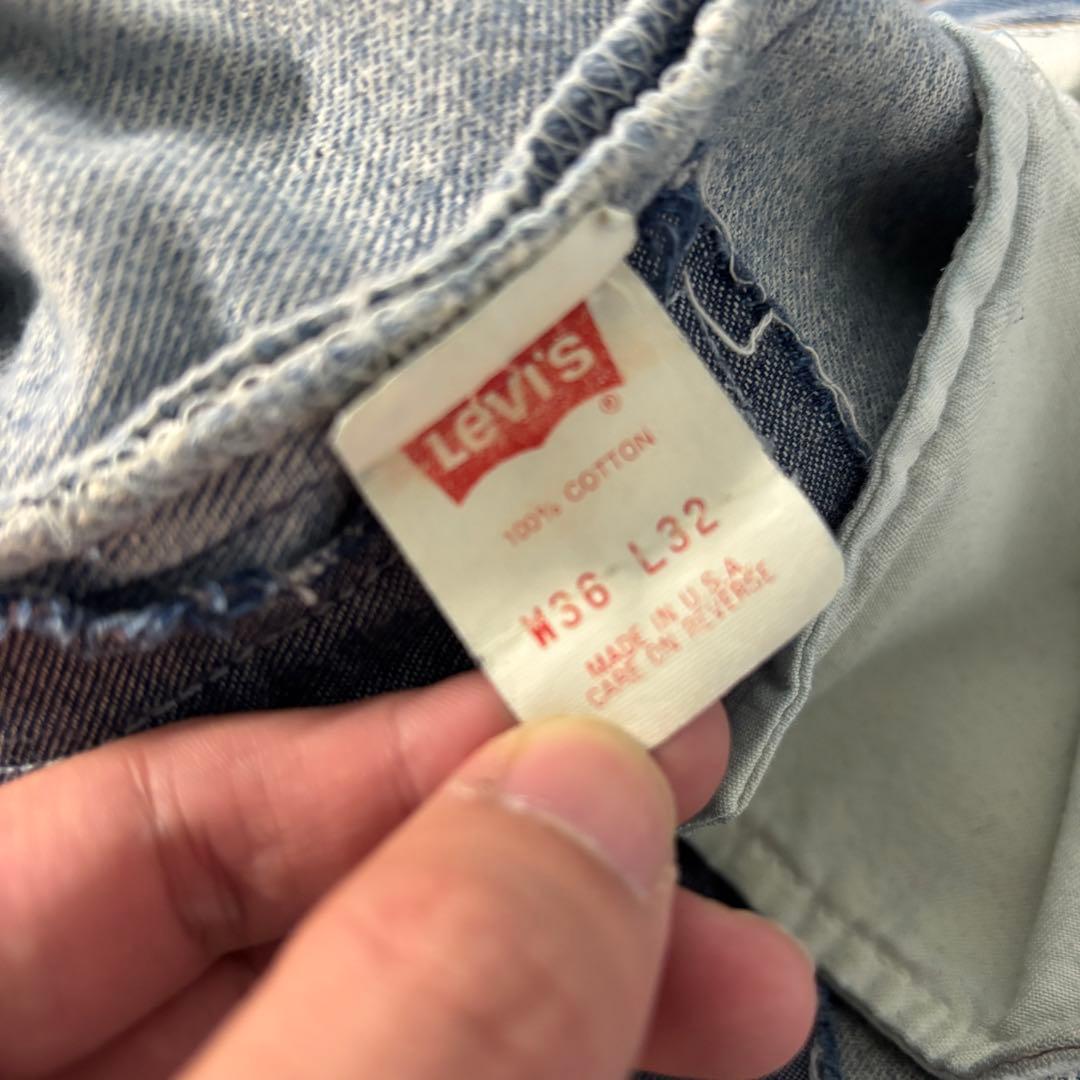 Levi's ®
100% COTTON
W36 L32
MADE IN U.S.A.
CARE ON REVERSE